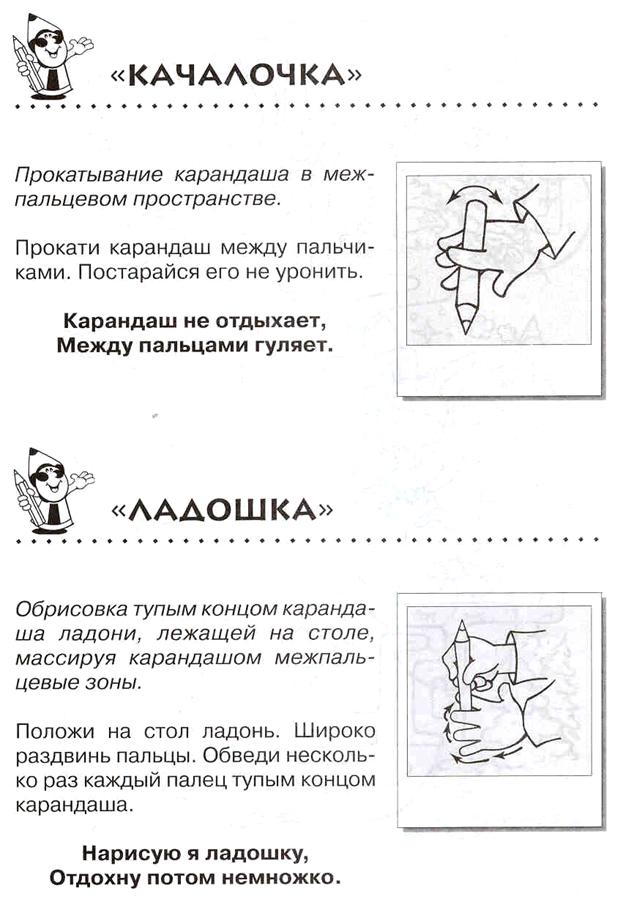 «КАЧАЛОЧКА»
Прокатывание карандаша в меж-
пальцевом пространстве.
Прокати карандаш между пальчи-
ками. Постарайся его не уронить.
Карандаш не отдыхает,
Между пальцами гуляет.
«ЛАДОШКА»
Обрисовка тупым концом каранда-
ша ладони, лежащей на столе,
массируя карандашом межпаль-
цевые зоны.
Положи на стол ладонь. Широко
раздвинь пальцы. Обведи несколь-
ко раз каждый палец тупым концом
карандаша.
Нарисую я ладошку,
Отдохну потом немножко.